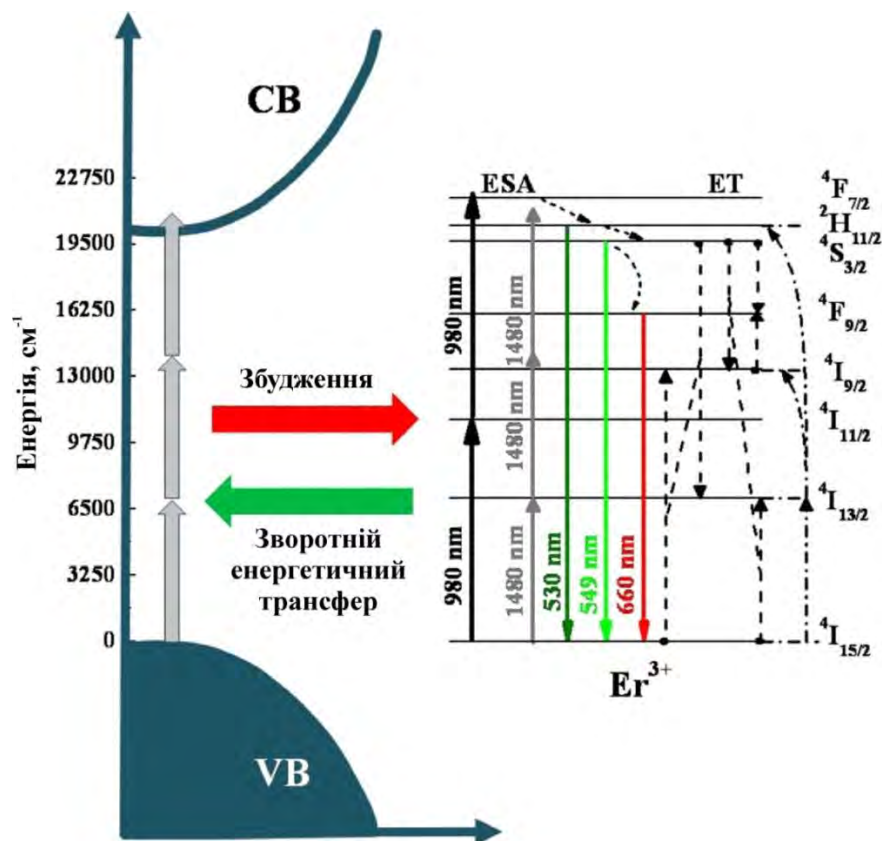 CB
22750
19500
16250
13000
9750
6500
3250
0
Енергія, см⁻¹
Збудження
Зворотній
енергетичний
трансфер
VB
ESA
ET
980 nm
980 nm
1480 nm
1480 nm
1480 nm
530 nm
549 nm
660 nm
⁴F₇/₂
²H₁₁/₂
⁴S₃/₂
⁴F₉/₂
⁴I₉/₂
⁴I₁₁/₂
⁴I₁₃/₂
⁴I₁₅/₂
Er³⁺